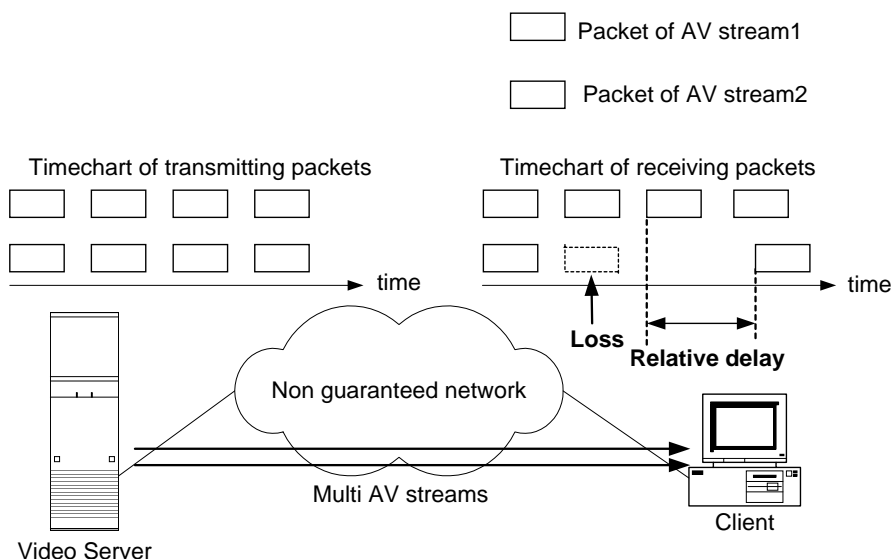 Packet of AV stream1
Packet of AV stream2
Timechart of transmitting packets
Timechart of receiving packets
time
time
Loss
Relative delay
Non guaranteed network
Multi AV streams
Client
Video Server